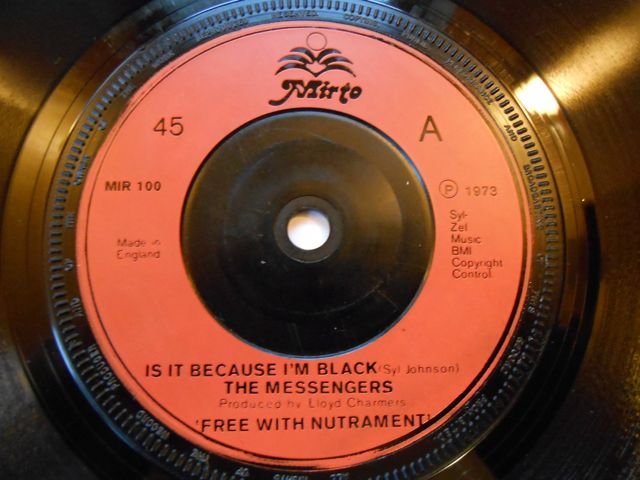 Mirto
45
A
MIR 100
Ⓟ 1973
Made in
England
Syl-
Zel
Music
BMI
Copyright
Control.
IS IT BECAUSE I'M BLACK (Syl Johnson)
THE MESSENGERS
Produced by Lloyd Charmers
'FREE WITH NUTRAMENT'